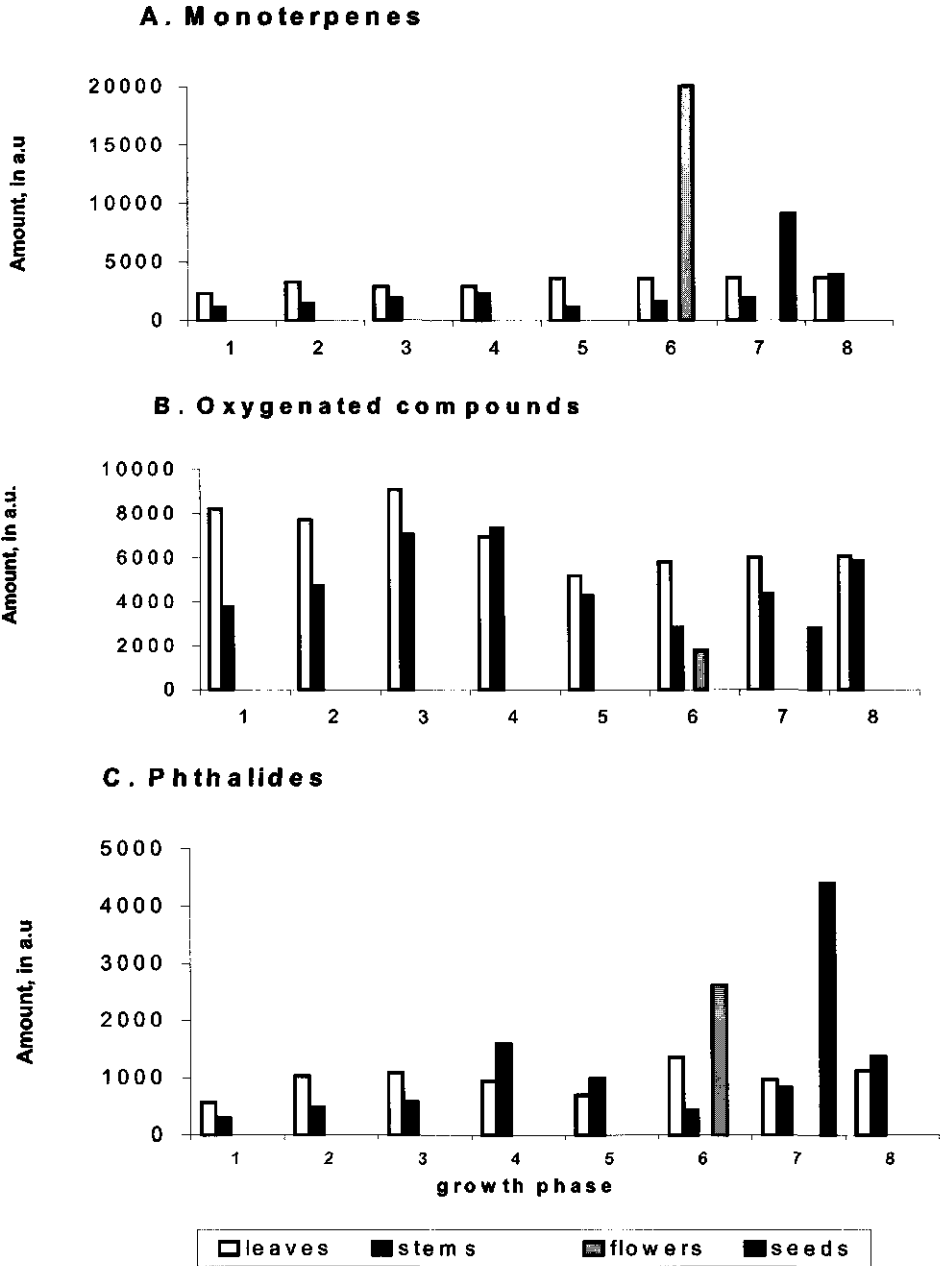 A. Monoterpenes
Amount, in a.u
20000
15000
10000
5000
0
1 2 3 4 5 6 7 8
B. Oxygenated compounds
Amount, in a.u.
10000
8000
6000
4000
2000
0
1 2 3 4 5 6 7 8
C. Phthalides
Amount, in a.u
5000
4000
3000
2000
1000
0
1 2 3 4 5 6 7 8
growth phase
leaves stems flowers seeds